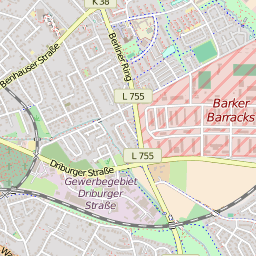 K 38
Benhauser Straße
Berliner Ring
L 755
Barker
Barracks
L 755
Driburger Straße
Gewerbegebiet
Driburger
Straße